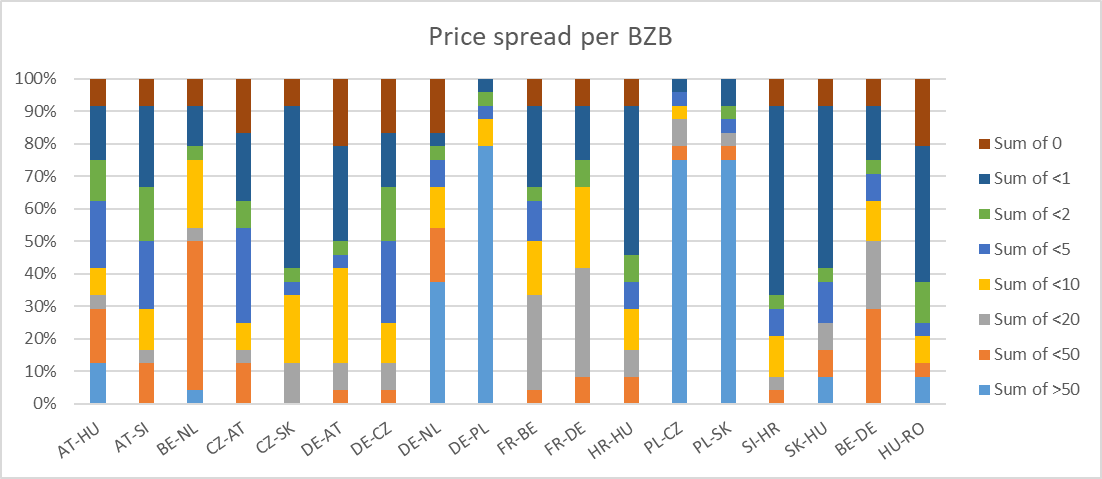 Price spread per BZB
100%
90%
80%
70%
60%
50%
40%
30%
20%
10%
0%
AT-HU
AT-SI
BE-NL
CZ-AT
CZ-SK
DE-AT
DE-CZ
DE-NL
DE-PL
FR-BE
FR-DE
HR-HU
PL-CZ
PL-SK
SI-HR
SK-HU
BE-DE
HU-RO
Sum of 0
Sum of <1
Sum of <2
Sum of <5
Sum of <10
Sum of <20
Sum of <50
Sum of >50